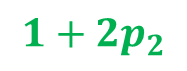 1 + 2p₂